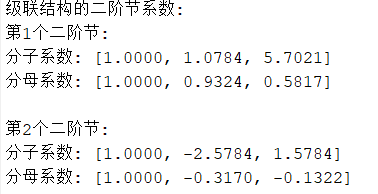 级联结构的二阶节系数:
第1个二阶节:
分子系数: [1.0000, 1.0784, 5.7021]
分母系数: [1.0000, 0.9324, 0.5817]
第2个二阶节:
分子系数: [1.0000, -2.5784, 1.5784]
分母系数: [1.0000, -0.3170, -0.1322]